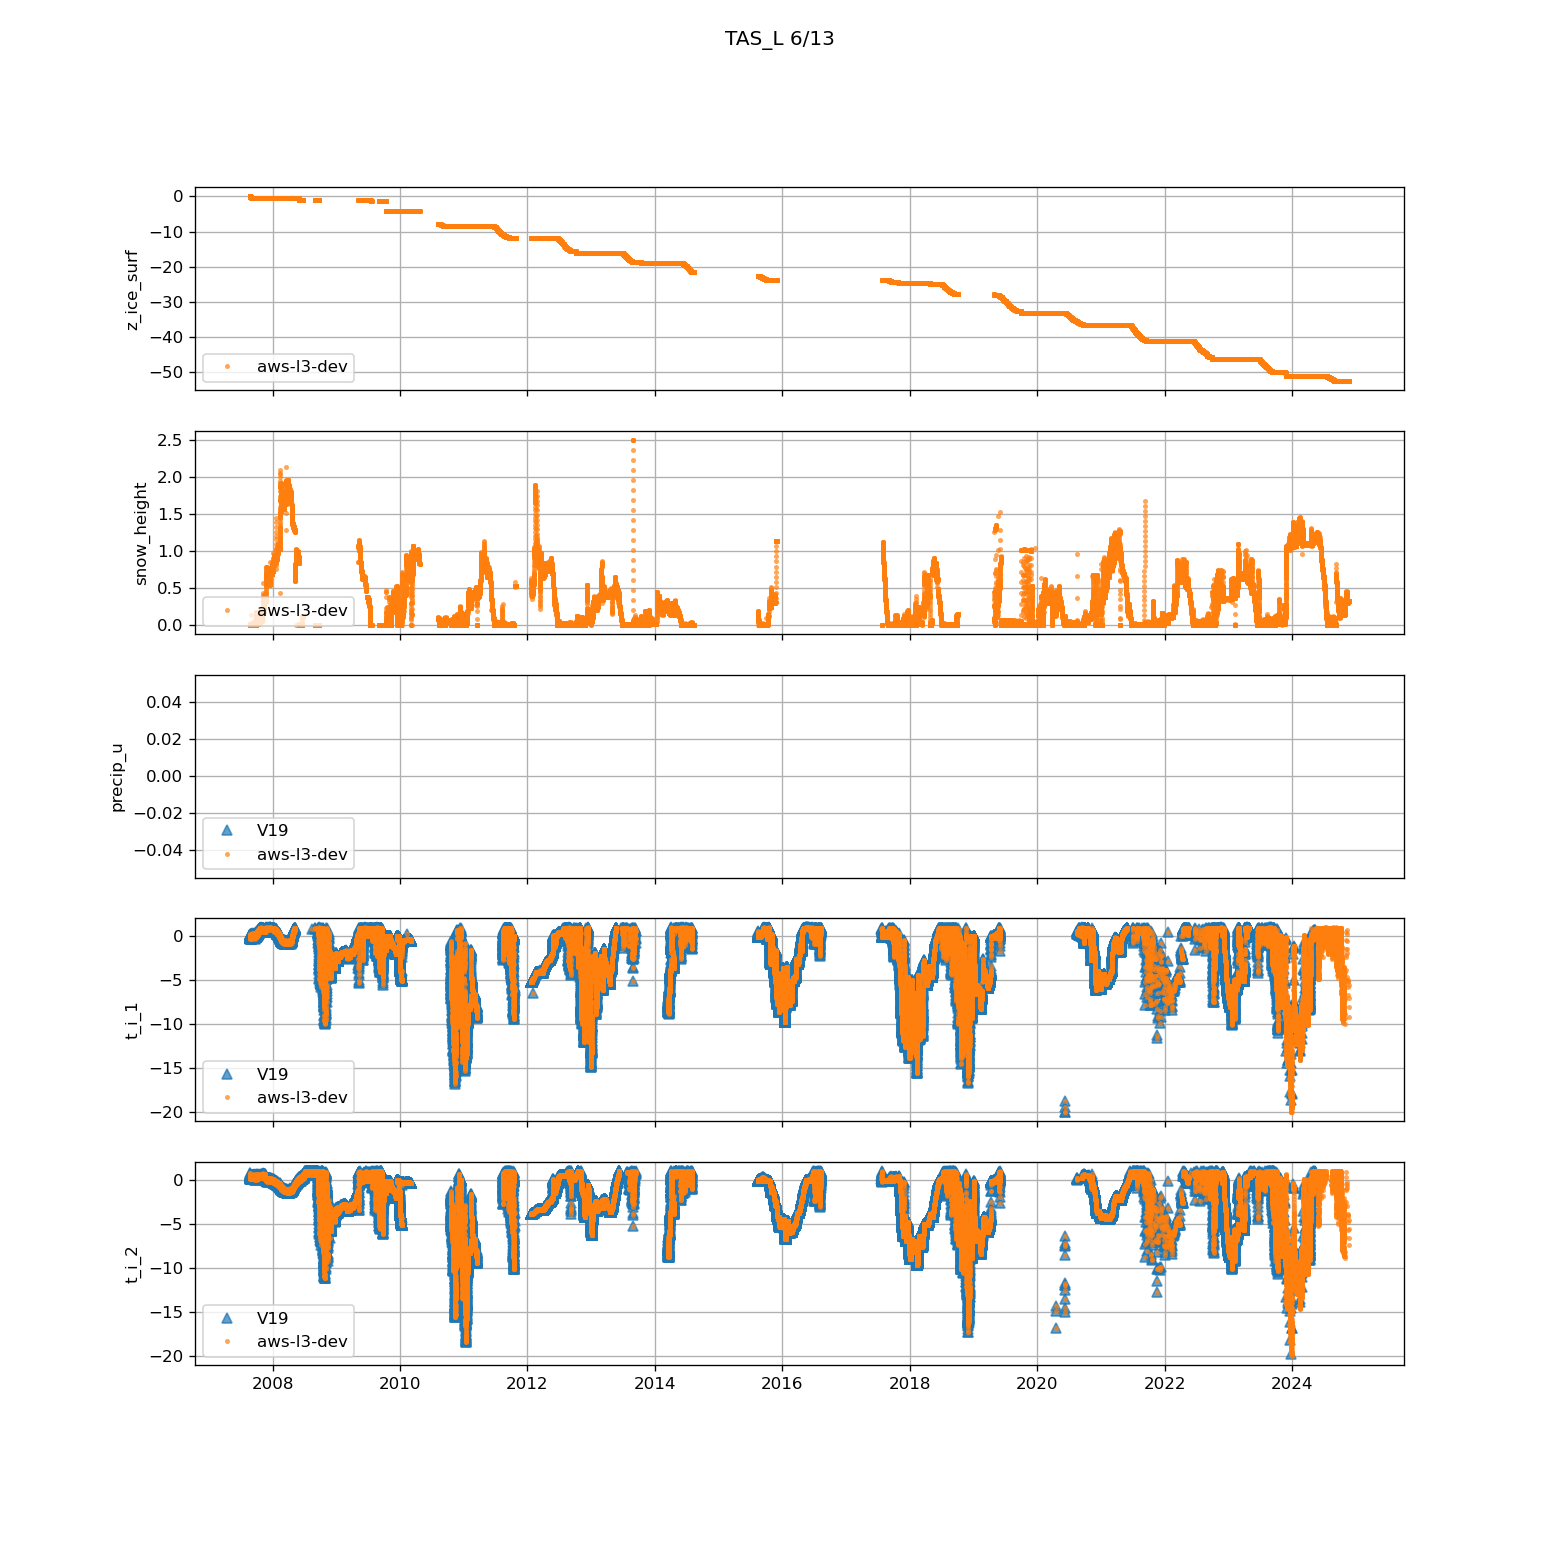 TAS_L 6/13
0
−10
−20
−30
−40
−50
z_ice_surf
aws-l3-dev
2.5
2.0
1.5
1.0
0.5
0.0
snow_height
aws-l3-dev
0.04
0.02
0.00
−0.02
−0.04
precip_u
V19
aws-l3-dev
0
−5
−10
−15
−20
t_i_1
V19
aws-l3-dev
0
−5
−10
−15
−20
t_i_2
V19
aws-l3-dev
2008 2010 2012 2014 2016 2018 2020 2022 2024